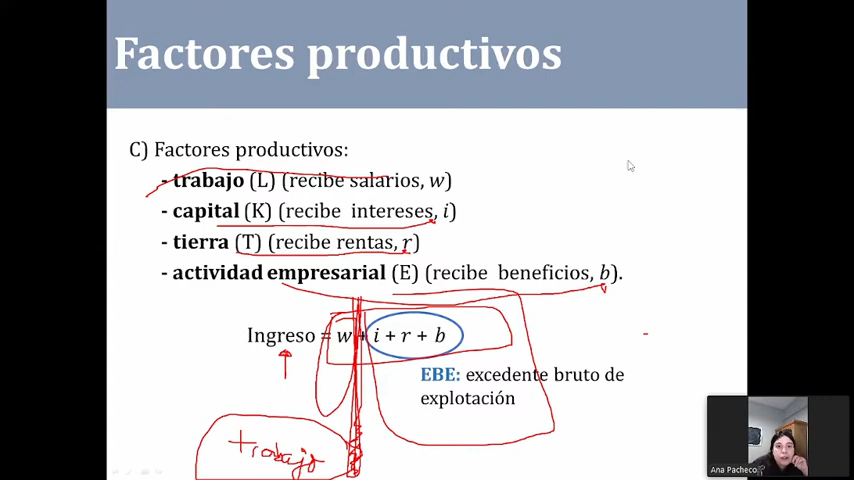 Factores productivos
C) Factores productivos:
- trabajo (L) (recibe salarios, w)
- capital (K) (recibe intereses, i)
- tierra (T) (recibe rentas, r)
- actividad empresarial (E) (recibe beneficios, b).
Ingreso = w + i + r + b
EBE: excedente bruto de
explotación
trabajo
Ana Pacheco